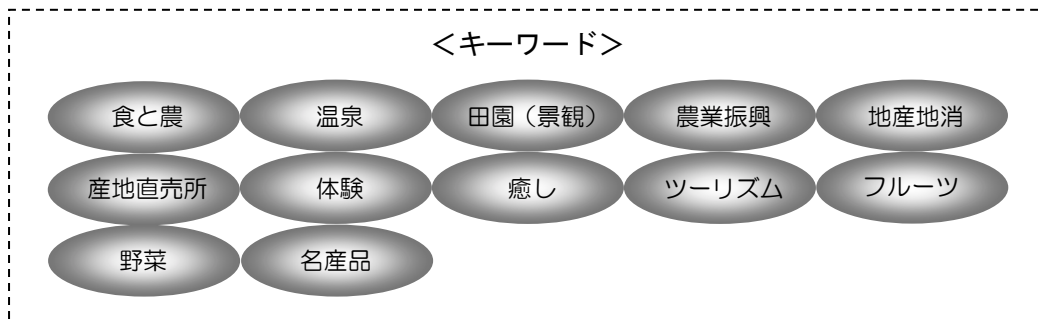 ＜キーワード＞
食と農 温泉 田園（景観） 農業振興 地産地消
産地直売所 体験 癒し ツーリズム フルーツ
野菜 名産品